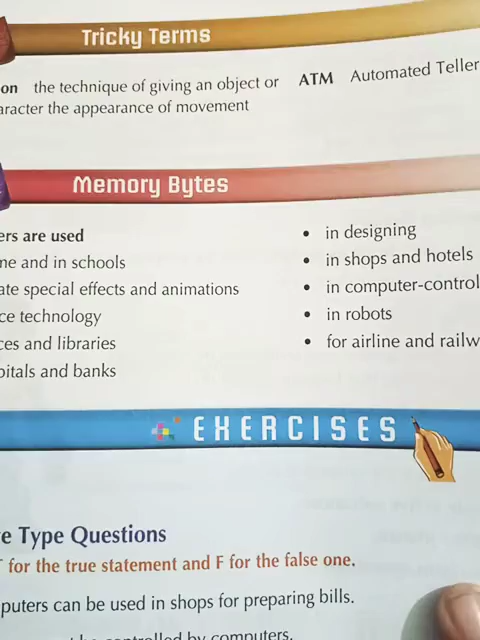 Tricky Terms
on the technique of giving an object or
aracter the appearance of movement
ATM Automated Teller
Memory Bytes
ers are used
me and in schools
ate special effects and animations
ce technology
ces and libraries
pitals and banks
• in designing
• in shops and hotels
• in computer-control
• in robots
• for airline and railw
EXERCISES
e Type Questions
T for the true statement and F for the false one.
puters can be used in shops for preparing bills.
be controlled by computers.